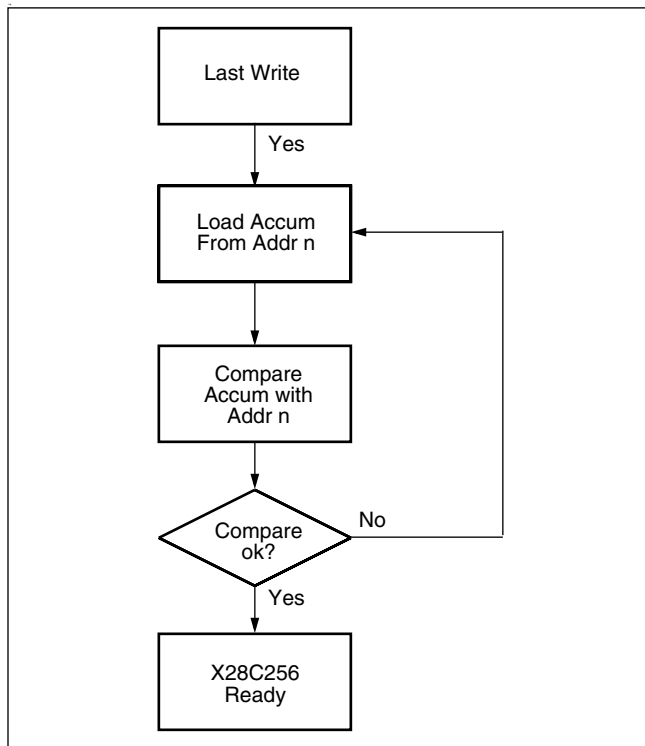 Last Write
Yes
Load Accum
From Addr n
Compare
Accum with
Addr n
Compare
ok?
No
Yes
X28C256
Ready